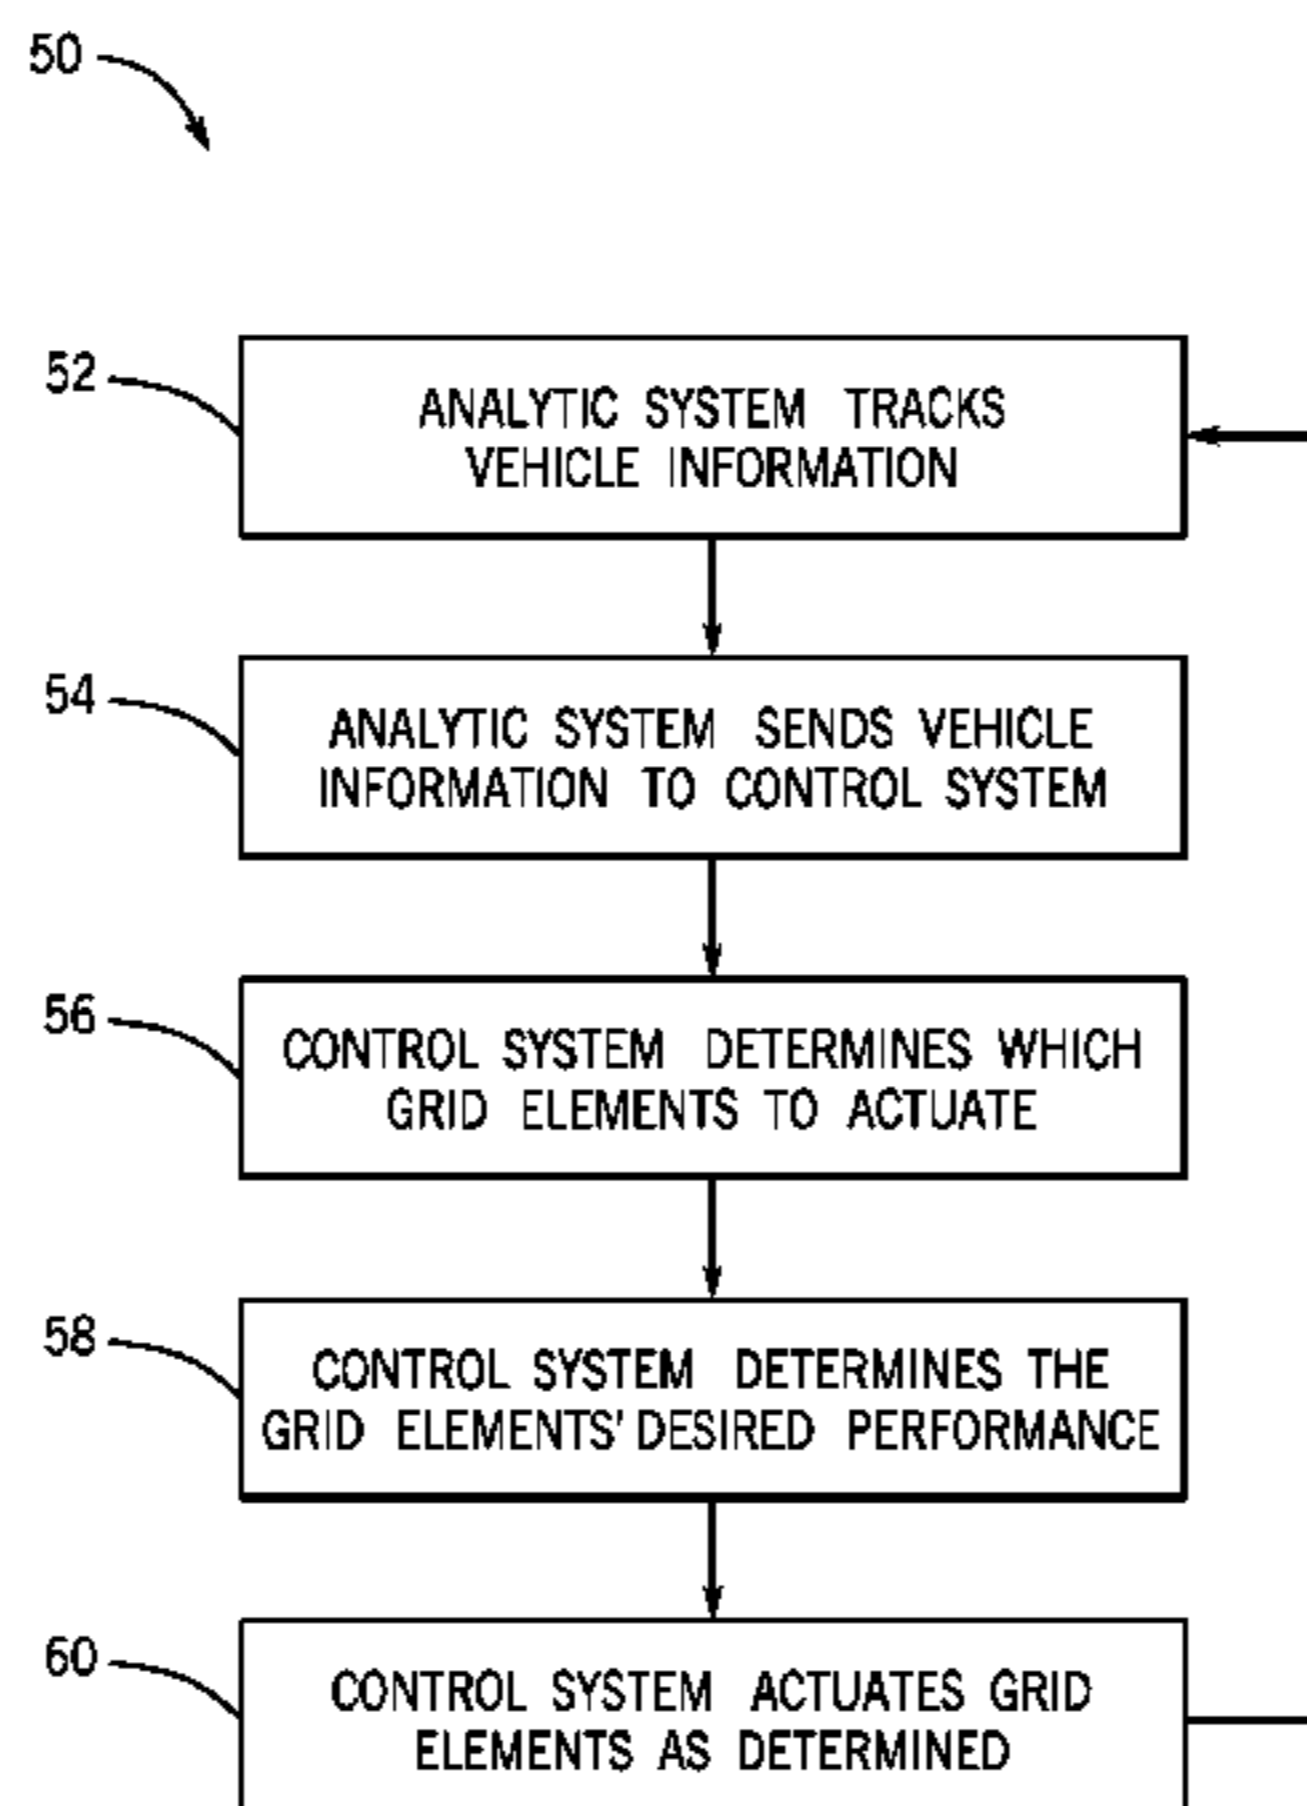 50
52
ANALYTIC SYSTEM TRACKS
VEHICLE INFORMATION
54
ANALYTIC SYSTEM SENDS VEHICLE
INFORMATION TO CONTROL SYSTEM
56
CONTROL SYSTEM DETERMINES WHICH
GRID ELEMENTS TO ACTUATE
58
CONTROL SYSTEM DETERMINES THE
GRID ELEMENTS' DESIRED PERFORMANCE
60
CONTROL SYSTEM ACTUATES GRID
ELEMENTS AS DETERMINED